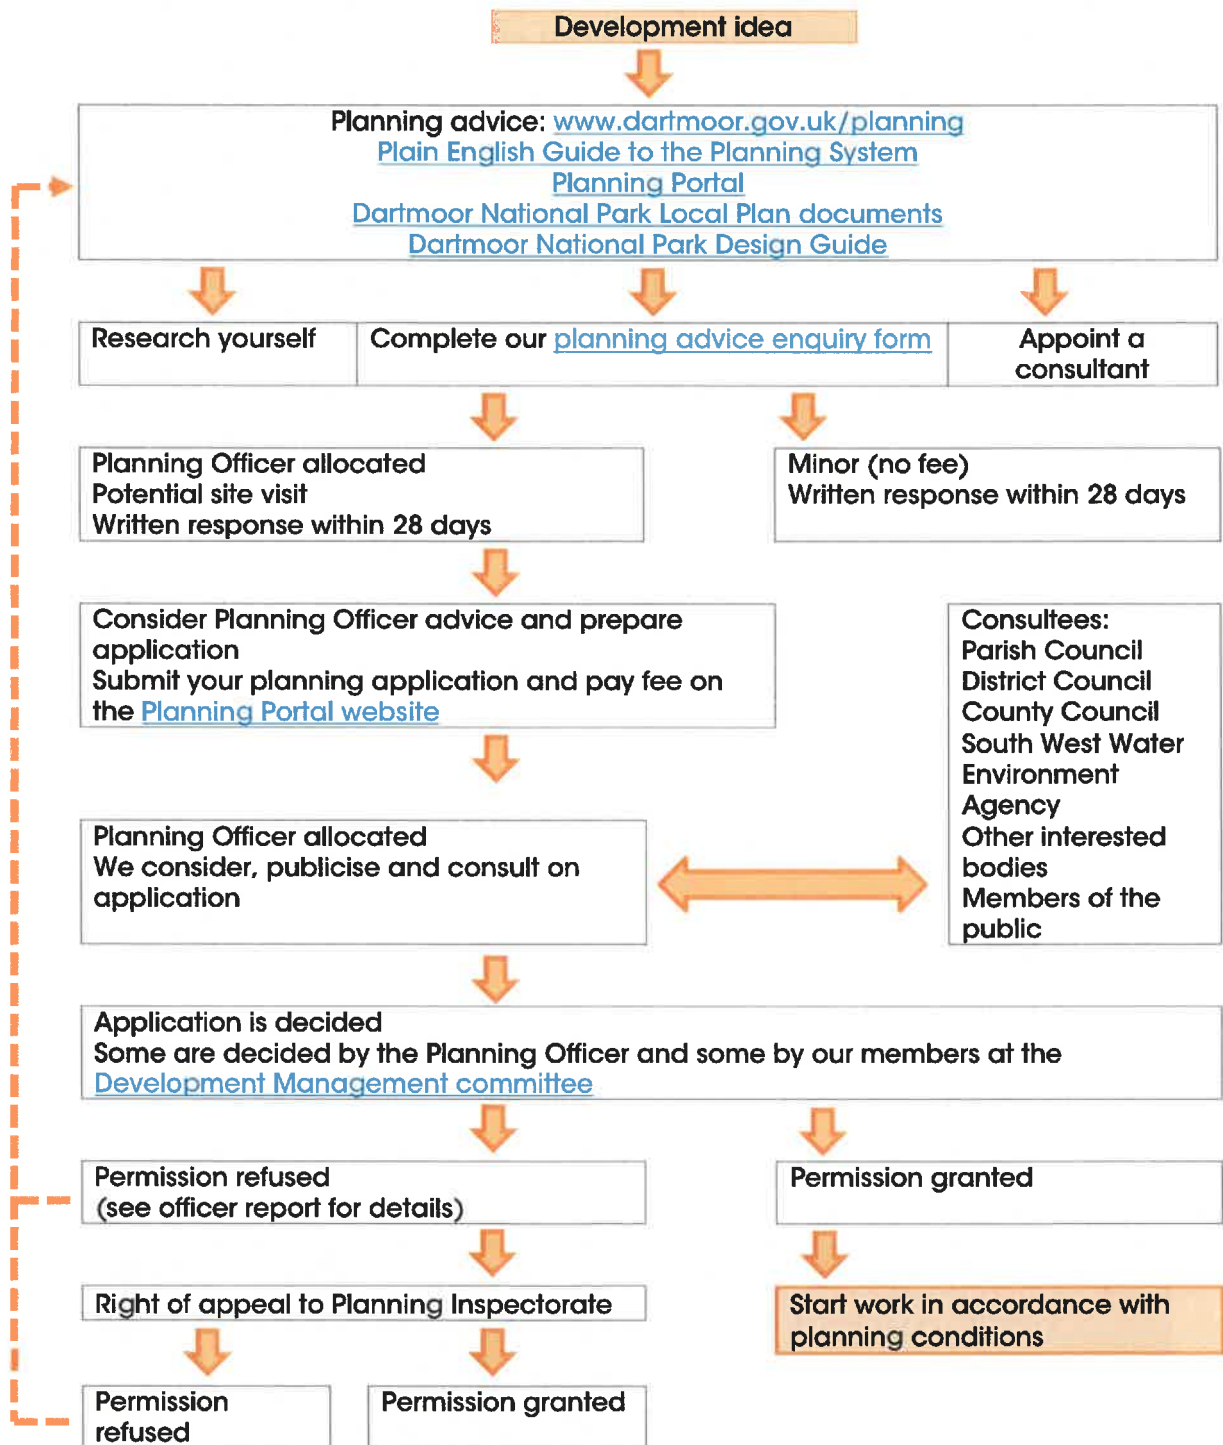 Development idea
Planning advice: www.dartmoor.gov.uk/planning
Plain English Guide to the Planning System
Planning Portal
Dartmoor National Park Local Plan documents
Dartmoor National Park Design Guide
Research yourself
Complete our planning advice enquiry form
Appoint a
consultant
Planning Officer allocated
Potential site visit
Written response within 28 days
Minor (no fee)
Written response within 28 days
Consider Planning Officer advice and prepare
application
Submit your planning application and pay fee on
the Planning Portal website
Consultees:
Parish Council
District Council
County Council
South West Water
Environment
Agency
Other interested
bodies
Members of the
public
Planning Officer allocated
We consider, publicise and consult on
application
Application is decided
Some are decided by the Planning Officer and some by our members at the
Development Management committee
Permission refused
(see officer report for details)
Permission granted
Right of appeal to Planning Inspectorate
Start work in accordance with
planning conditions
Permission
refused
Permission granted